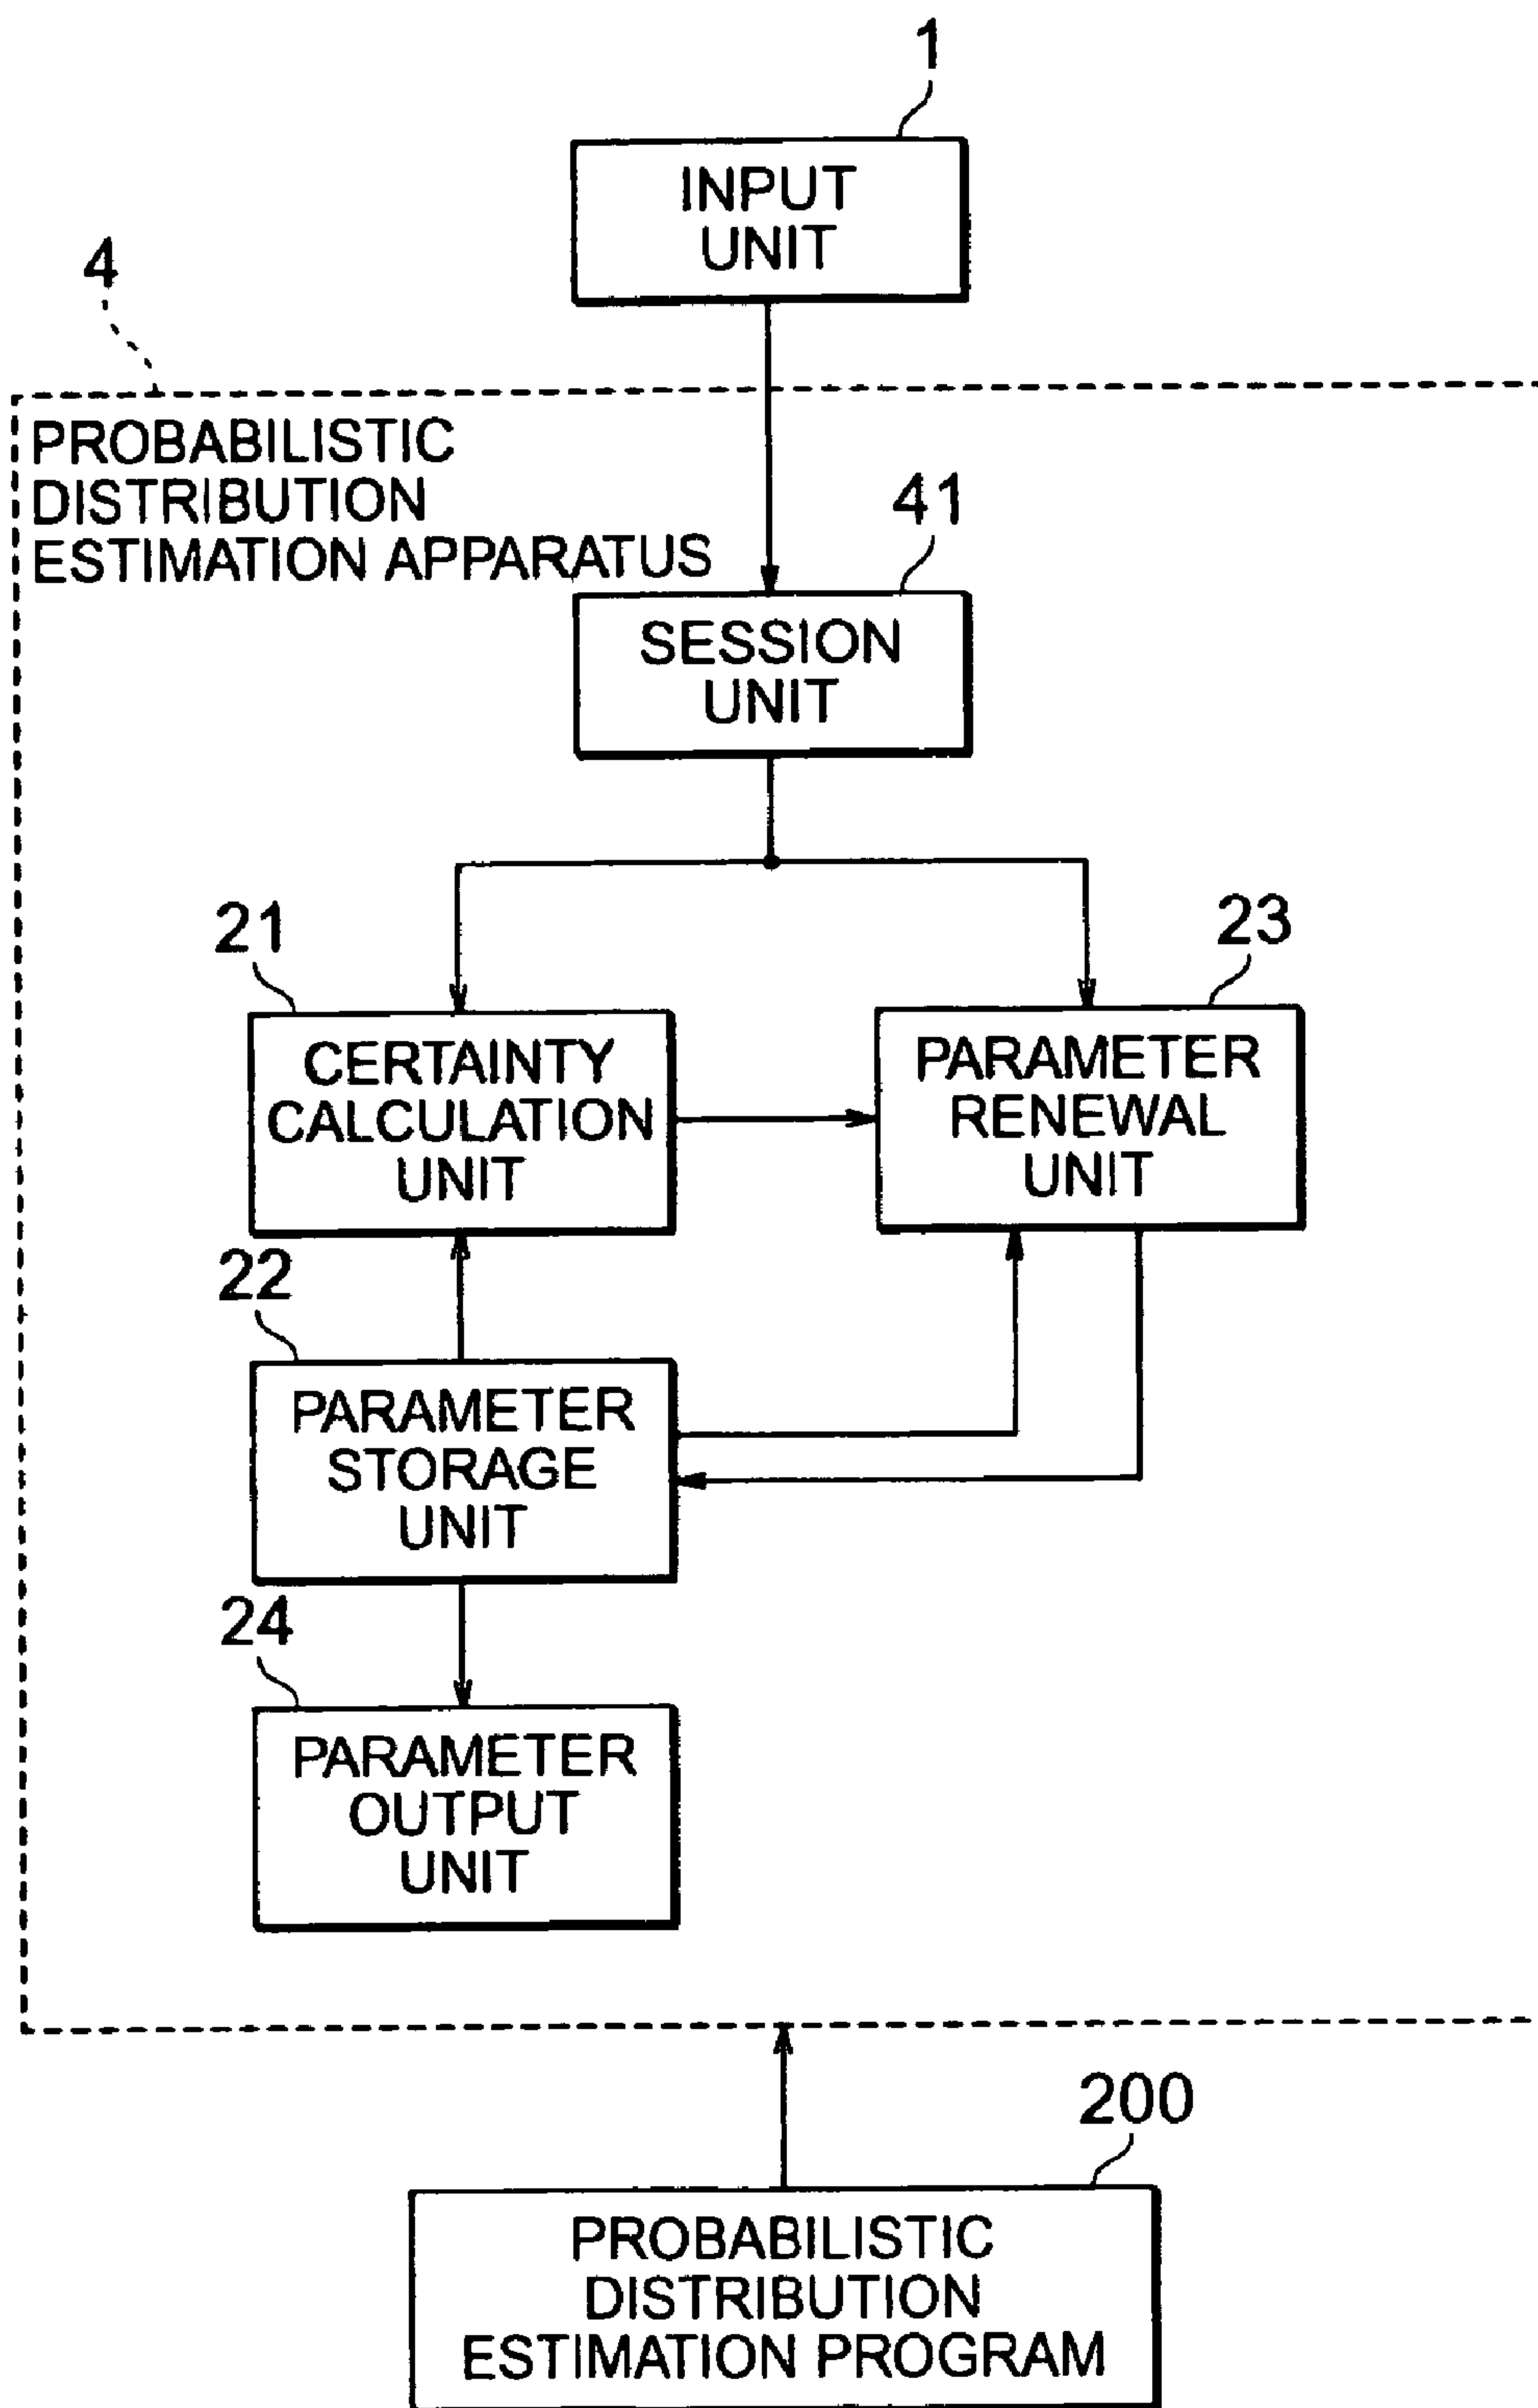 1
INPUT
UNIT
4
PROBABILISTIC
DISTRIBUTION
ESTIMATION APPARATUS
41
SESSION
UNIT
21
CERTAINTY
CALCULATION
UNIT
23
PARAMETER
RENEWAL
UNIT
22
PARAMETER
STORAGE
UNIT
24
PARAMETER
OUTPUT
UNIT
200
PROBABILISTIC
DISTRIBUTION
ESTIMATION PROGRAM